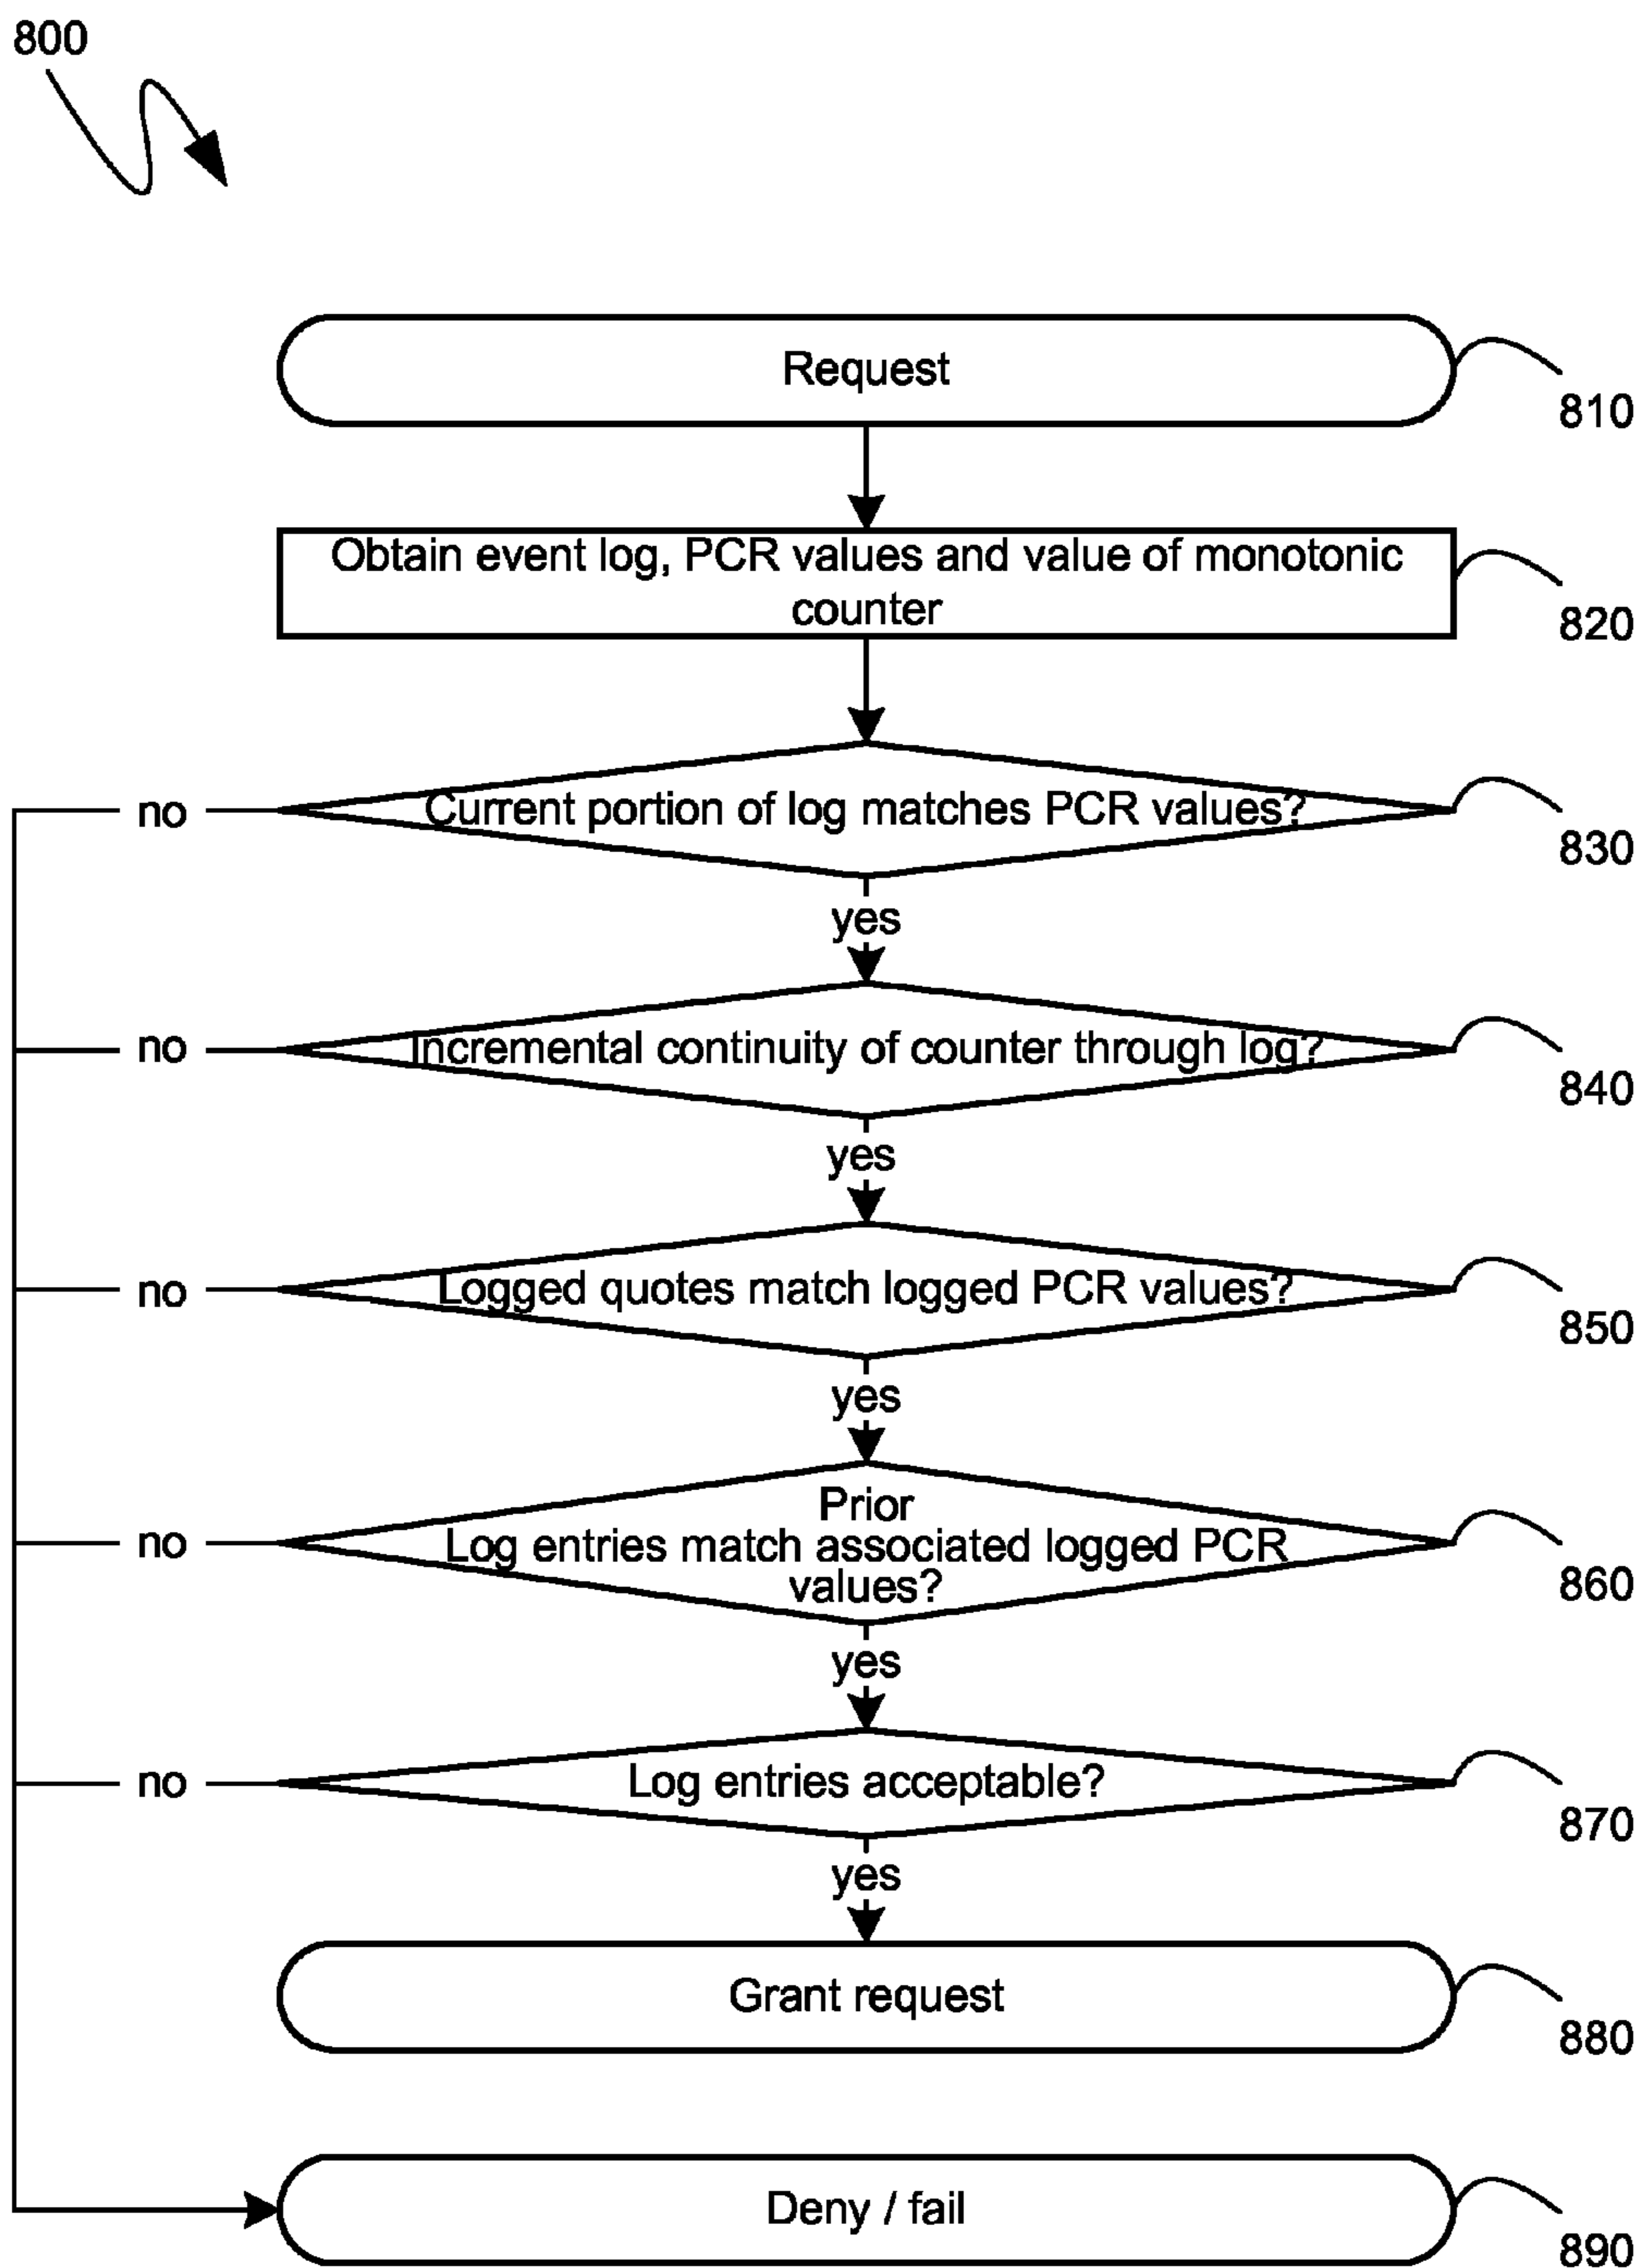 800
Request
810
Obtain event log, PCR values and value of monotonic
counter
820
Current portion of log matches PCR values?
no
830
yes
Incremental continuity of counter through log?
no
840
yes
Logged quotes match logged PCR values?
no
850
yes
Prior
Log entries match associated logged PCR
values?
no
860
yes
Log entries acceptable?
no
870
yes
Grant request
880
Deny / fail
890